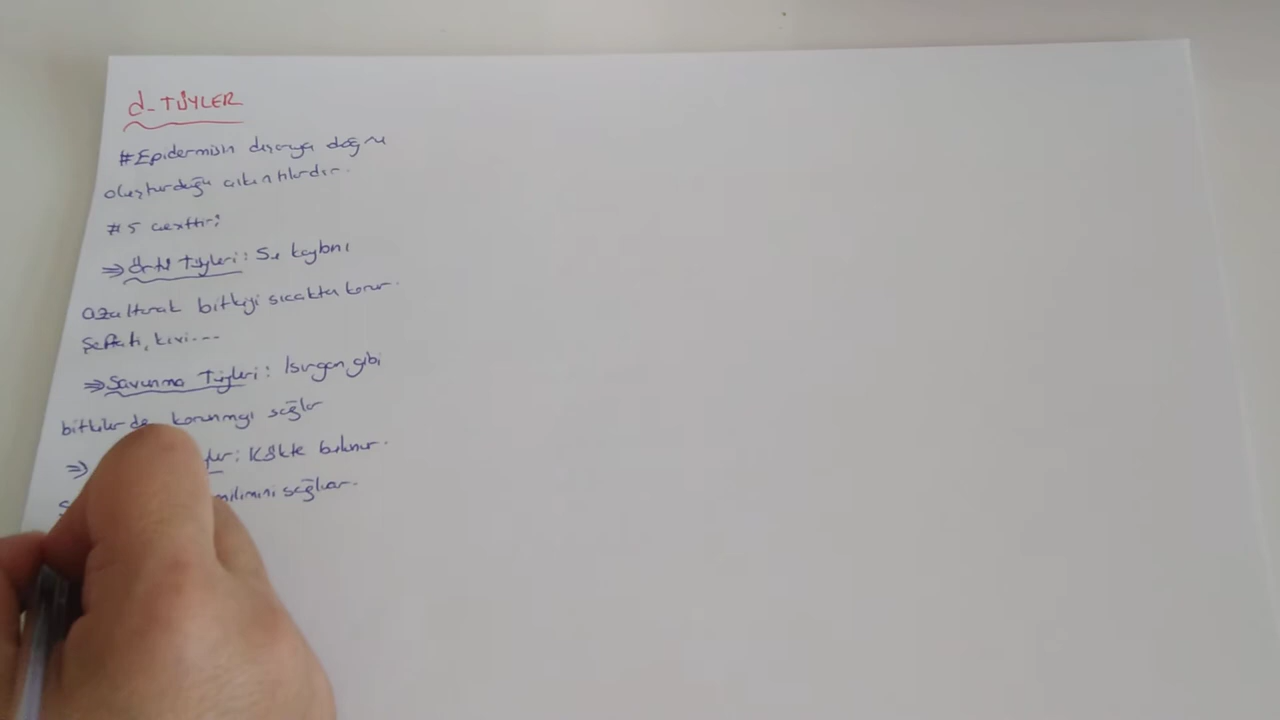 d- TÜYLER
# Epidermisin dışarıya doğru
oluşturduğu çıkıntılardır.
# 5 çeşittir;
⇒ Örtü tüyleri: Su kaybını
azaltarak bitkiyi sıcakta korur.
Şeftali, kivi...
⇒ Savunma Tüyleri: Isırgan gibi
bitkilerde korunmayı sağlar
⇒ : Kökte bulunur.
sağlar.